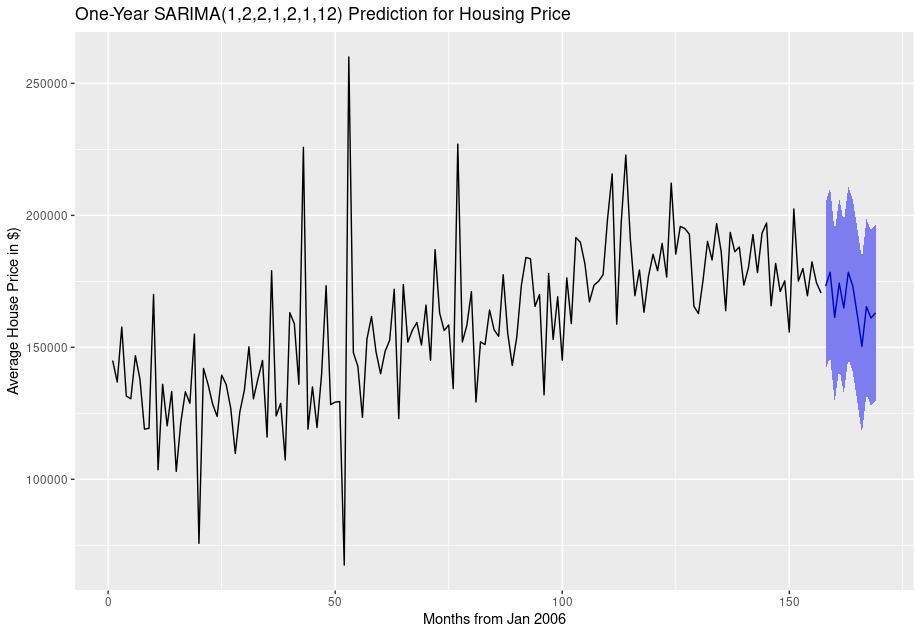 One-Year SARIMA(1,2,2,1,2,1,12) Prediction for Housing Price
Average House Price in $)
250000
200000
150000
100000
0
50
100
150
Months from Jan 2006